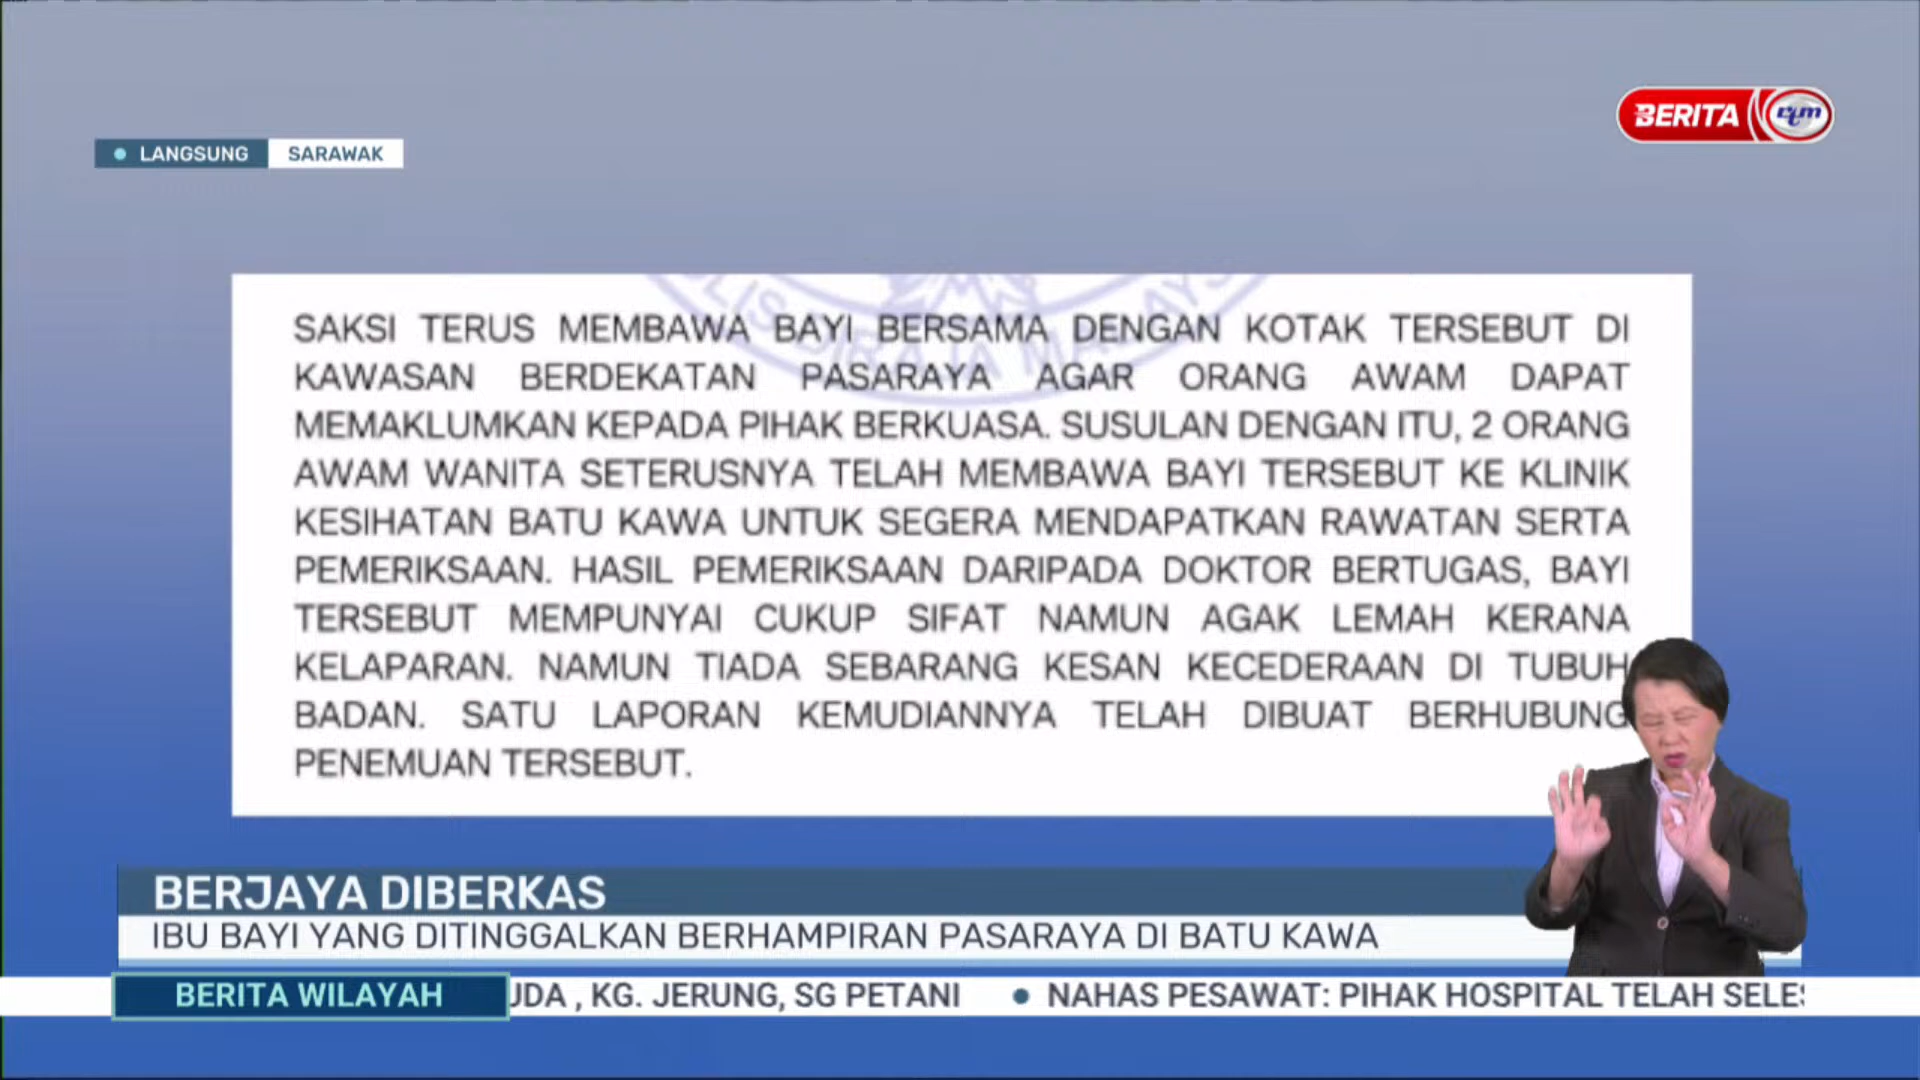 BERITA rtm
LANGSUNG SARAWAK
SAKSI TERUS MEMBAWA BAYI BERSAMA DENGAN KOTAK TERSEBUT DI
KAWASAN BERDEKATAN PASARAYA AGAR ORANG AWAM DAPAT
MEMAKLUMKAN KEPADA PIHAK BERKUASA. SUSULAN DENGAN ITU, 2 ORANG
AWAM WANITA SETERUSNYA TELAH MEMBAWA BAYI TERSEBUT KE KLINIK
KESIHATAN BATU KAWA UNTUK SEGERA MENDAPATKAN RAWATAN SERTA
PEMERIKSAAN. HASIL PEMERIKSAAN DARIPADA DOKTOR BERTUGAS, BAYI
TERSEBUT MEMPUNYAI CUKUP SIFAT NAMUN AGAK LEMAH KERANA
KELAPARAN. NAMUN TIADA SEBARANG KESAN KECEDERAAN DI TUBUH
BADAN. SATU LAPORAN KEMUDIANNYA TELAH DIBUAT BERHUBUNG
PENEMUAN TERSEBUT.
BERJAYA DIBERKAS
IBU BAYI YANG DITINGGALKAN BERHAMPIRAN PASARAYA DI BATU KAWA
BERITA WILAYAH UDA , KG. JERUNG, SG PETANI • NAHAS PESAWAT: PIHAK HOSPITAL TELAH SELES